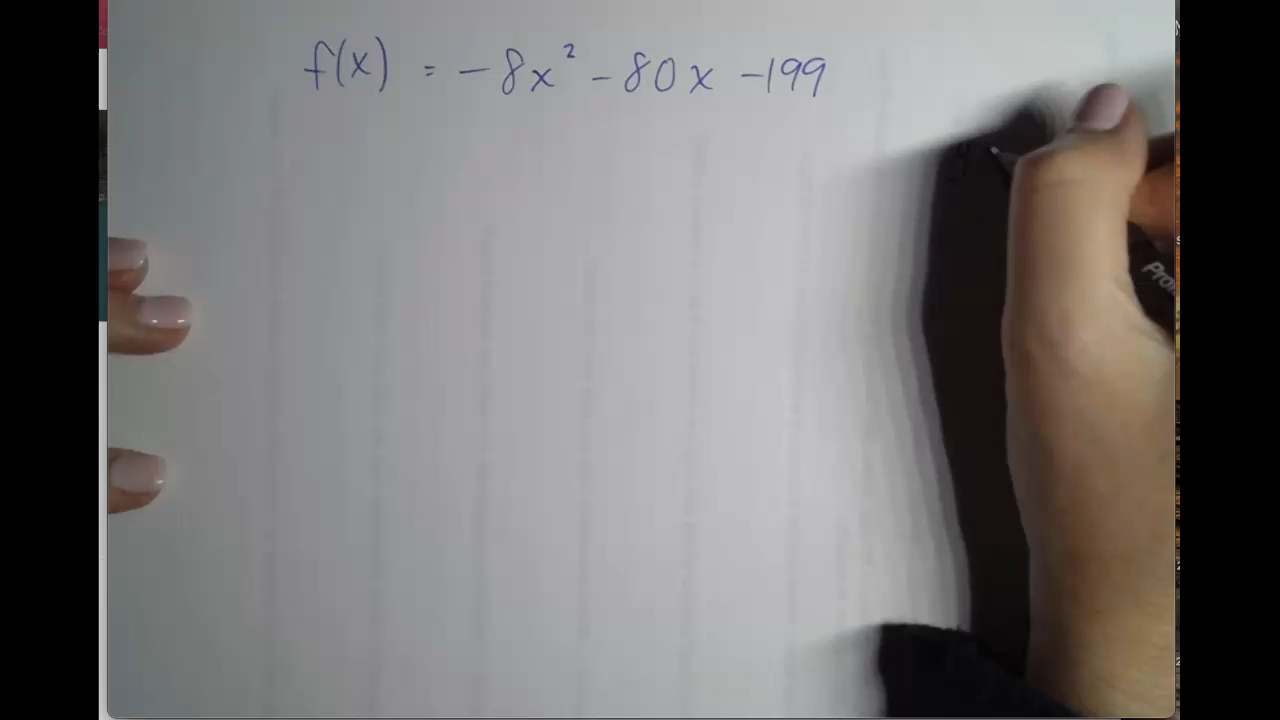 f(x) = -8x² - 80x - 199